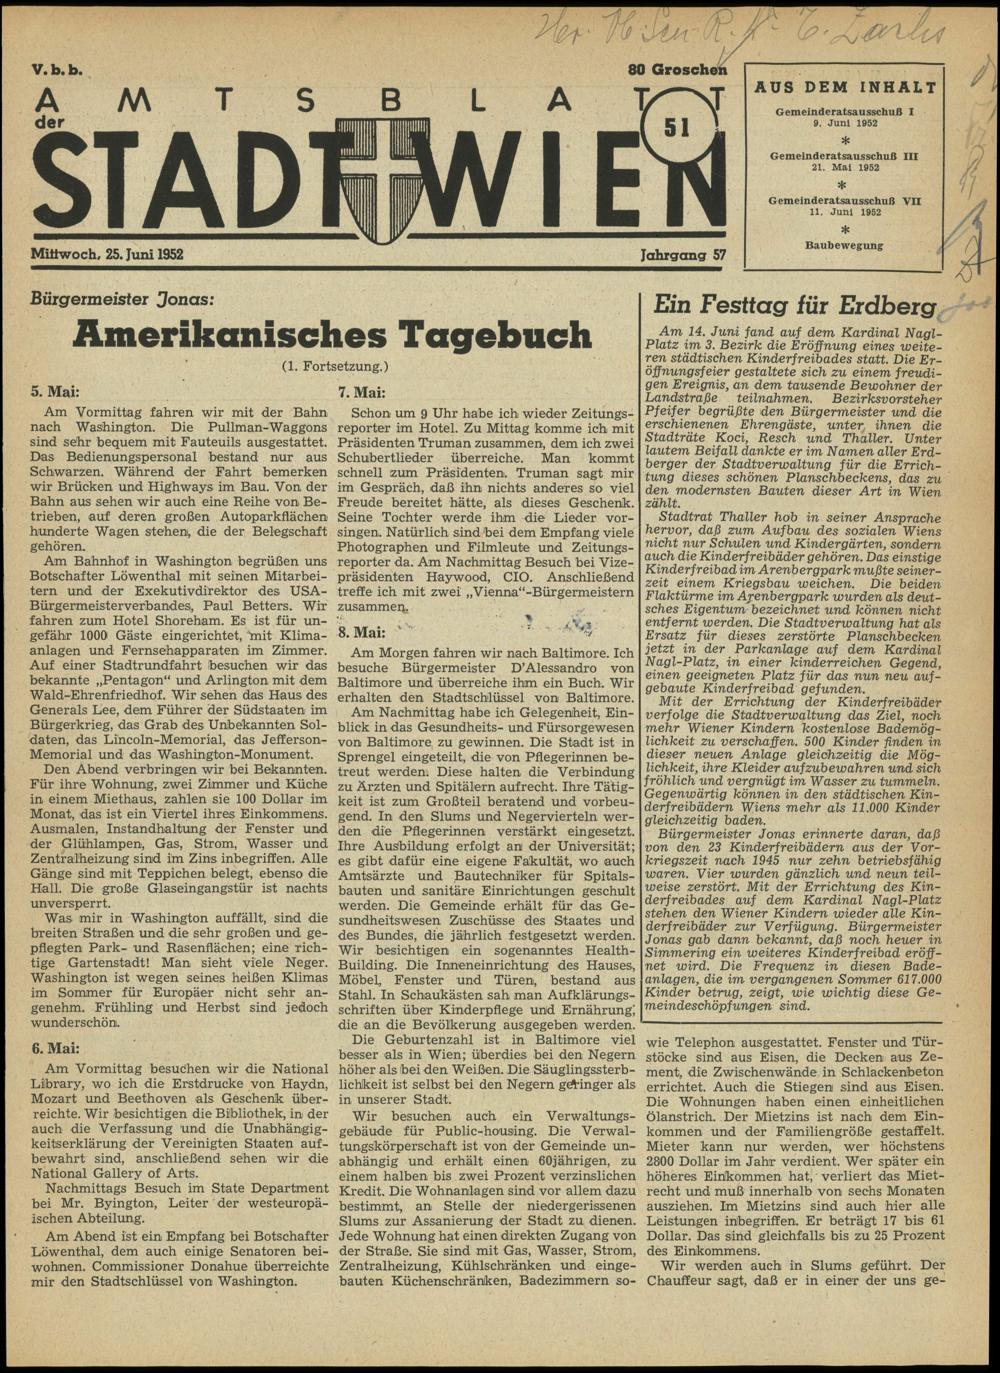 V. b. b.
80 Groschen
AMTSBLATT
der
STADT WIEN
51
Mittwoch, 25. Juni 1952
Jahrgang 57
AUS DEM INHALT
Gemeinderatsausschuß I
9. Juni 1952
*
Gemeinderatsausschuß III
21. Mai 1952
*
Gemeinderatsausschuß VII
11. Juni 1952
*
Baubewegung
Bürgermeister Jonas:
Amerikanisches Tagebuch
(1. Fortsetzung.)
5. Mai:
Am Vormittag fahren wir mit der Bahn
nach Washington. Die Pullman-Waggons
sind sehr bequem mit Fauteuils ausgestattet.
Das Bedienungspersonal bestand nur aus
Schwarzen. Während der Fahrt bemerken
wir Brücken und Highways im Bau. Von der
Bahn aus sehen wir auch eine Reihe von Be-
trieben, auf deren großen Autoparkflächen
hunderte Wagen stehen, die der Belegschaft
gehören.
Am Bahnhof in Washington begrüßen uns
Botschafter Löwenthal mit seinen Mitarbei-
tern und der Exekutivdirektor des USA-
Bürgermeisterverbandes, Paul Betters. Wir
fahren zum Hotel Shoreham. Es ist für un-
gefähr 1000 Gäste eingerichtet, mit Klima-
anlagen und Fernsehapparaten im Zimmer.
Auf einer Stadtrundfahrt besuchen wir das
bekannte „Pentagon“ und Arlington mit dem
Wald-Ehrenfriedhof. Wir sehen das Haus des
Generals Lee, dem Führer der Südstaaten im
Bürgerkrieg, das Grab des Unbekannten Sol-
daten, das Lincoln-Memorial, das Jefferson-
Memorial und das Washington-Monument.
Den Abend verbringen wir bei Bekannten.
Für ihre Wohnung, zwei Zimmer und Küche
in einem Miethaus, zahlen sie 100 Dollar im
Monat, das ist ein Viertel ihres Einkommens.
Ausmalen, Instandhaltung der Fenster und
der Glühlampen, Gas, Strom, Wasser und
Zentralheizung sind im Zins inbegriffen. Alle
Gänge sind mit Teppichen belegt, ebenso die
Hall. Die große Glaseingangstür ist nachts
unversperrt.
Was mir in Washington auffällt, sind die
breiten Straßen und die sehr großen und ge-
pflegten Park- und Rasenflächen; eine rich-
tige Gartenstadt! Man sieht viele Neger.
Washington ist wegen seines heißen Klimas
im Sommer für Europäer nicht sehr an-
genehm. Frühling und Herbst sind jedoch
wunderschön.
6. Mai:
Am Vormittag besuchen wir die National
Library, wo ich die Erstdrucke von Haydn,
Mozart und Beethoven als Geschenk über-
reichte. Wir besichtigen die Bibliothek, in der
auch die Verfassung und die Unabhängig-
keitserklärung der Vereinigten Staaten auf-
bewahrt sind, anschließend sehen wir die
National Gallery of Arts.
Nachmittags Besuch im State Department
bei Mr. Byington, Leiter der westeuropä-
ischen Abteilung.
Am Abend ist ein Empfang bei Botschafter
Löwenthal, dem auch einige Senatoren bei-
wohnen. Commissioner Donahue überreichte
mir den Stadtschlüssel von Washington.
7. Mai:
Schon um 9 Uhr habe ich wieder Zeitungs-
reporter im Hotel. Zu Mittag komme ich mit
Präsidenten Truman zusammen, dem ich zwei
Schubertlieder überreiche. Man kommt
schnell zum Präsidenten. Truman sagt mir
im Gespräch, daß ihn nichts anderes so viel
Freude bereitet hätte, als dieses Geschenk.
Seine Tochter werde ihm die Lieder vor-
singen. Natürlich sind bei dem Empfang viele
Photographen und Filmleute und Zeitungs-
reporter da. Am Nachmittag Besuch bei Vize-
präsidenten Haywood, CIO. Anschließend
treffe ich mit zwei „Vienna“-Bürgermeistern
zusammen.
8. Mai:
Am Morgen fahren wir nach Baltimore. Ich
besuche Bürgermeister D'Alessandro von
Baltimore und überreiche ihm ein Buch. Wir
erhalten den Stadtschlüssel von Baltimore.
Am Nachmittag habe ich Gelegenheit, Ein-
blick in das Gesundheits- und Fürsorgewesen
von Baltimore zu gewinnen. Die Stadt ist in
Sprengel eingeteilt, die von Pflegerinnen be-
treut werden. Diese halten die Verbindung
zu Ärzten und Spitälern aufrecht. Ihre Tätig-
keit ist zum Großteil beratend und vorbeu-
gend. In den Slums und Negervierteln wer-
den die Pflegerinnen verstärkt eingesetzt.
Ihre Ausbildung erfolgt an der Universität;
es gibt dafür eine eigene Fakultät, wo auch
Amtsärzte und Bautechniker für Spitals-
bauten und sanitäre Einrichtungen geschult
werden. Die Gemeinde erhält für das Ge-
sundheitswesen Zuschüsse des Staates und
des Bundes, die jährlich festgesetzt werden.
Wir besichtigen ein sogenanntes Health-
Building. Die Inneneinrichtung des Hauses,
Möbel, Fenster und Türen, bestand aus
Stahl. In Schaukästen sah man Aufklärungs-
schriften über Kinderpflege und Ernährung,
die an die Bevölkerung ausgegeben werden.
Die Geburtenzahl ist in Baltimore viel
besser als in Wien; überdies bei den Negern
höher als bei den Weißen. Die Säuglingssterb-
lichkeit ist selbst bei den Negern geringer als
in unserer Stadt.
Wir besuchen auch ein Verwaltungs-
gebäude für Public-housing. Die Verwal-
tungskörperschaft ist von der Gemeinde un-
abhängig und erhält einen 60jährigen, zu
einem halben bis zwei Prozent verzinslichen
Kredit. Die Wohnanlagen sind vor allem dazu
bestimmt, an Stelle der niedergerissenen
Slums zur Assanierung der Stadt zu dienen.
Jede Wohnung hat einen direkten Zugang von
der Straße. Sie sind mit Gas, Wasser, Strom,
Zentralheizung, Kühlschränken und einge-
bauten Küchenschränken, Badezimmern so-
Ein Festtag für Erdberg
Am 14. Juni fand auf dem Kardinal Nagl-
Platz im 3. Bezirk die Eröffnung eines weite-
ren städtischen Kinderfreibades statt. Die Er-
öffnungsfeier gestaltete sich zu einem freudi-
gen Ereignis, an dem tausende Bewohner der
Landstraße teilnahmen. Bezirksvorsteher
Pfeifer begrüßte den Bürgermeister und die
erschienenen Ehrengäste, unter ihnen die
Stadträte Koci, Resch und Thaller. Unter
lautem Beifall dankte er im Namen aller Erd-
berger der Stadtverwaltung für die Errich-
tung dieses schönen Planschbeckens, das zu
den modernsten Bauten dieser Art in Wien
zählt.
Stadtrat Thaller hob in seiner Ansprache
hervor, daß zum Aufbau des sozialen Wiens
nicht nur Schulen und Kindergärten, sondern
auch die Kinderfreibäder gehören. Das einstige
Kinderfreibad im Arenbergpark mußte seiner-
zeit einem Kriegsbau weichen. Die beiden
Flaktürme im Arenbergpark wurden als deut-
sches Eigentum bezeichnet und können nicht
entfernt werden. Die Stadtverwaltung hat als
Ersatz für dieses zerstörte Planschbecken
jetzt in der Parkanlage auf dem Kardinal
Nagl-Platz, in einer kinderreichen Gegend,
einen geeigneten Platz für das nun neu auf-
gebaute Kinderfreibad gefunden.
Mit der Errichtung der Kinderfreibäder
verfolge die Stadtverwaltung das Ziel, noch
mehr Wiener Kindern kostenlose Bademög-
lichkeit zu verschaffen. 500 Kinder finden in
dieser neuen Anlage gleichzeitig die Mög-
lichkeit, ihre Kleider aufzubewahren und sich
fröhlich und vergnügt im Wasser zu tummeln.
Gegenwärtig können in den städtischen Kin-
derfreibädern Wiens mehr als 11.000 Kinder
gleichzeitig baden.
Bürgermeister Jonas erinnerte daran, daß
von den 23 Kinderfreibädern aus der Vor-
kriegszeit nach 1945 nur zehn betriebsfähig
waren. Vier wurden gänzlich und neun teil-
weise zerstört. Mit der Errichtung des Kin-
derfreibades auf dem Kardinal Nagl-Platz
stehen den Wiener Kindern wieder alle Kin-
derfreibäder zur Verfügung. Bürgermeister
Jonas gab dann bekannt, daß noch heuer in
Simmering ein weiteres Kinderfreibad eröff-
net wird. Die Frequenz in diesen Bade-
anlagen, die im vergangenen Sommer 617.000
Kinder betrug, zeigt, wie wichtig diese Ge-
meindeschöpfungen sind.
wie Telephon ausgestattet. Fenster und Tür-
stöcke sind aus Eisen, die Decken aus Ze-
ment, die Zwischenwände in Schlackenbeton
errichtet. Auch die Stiegen sind aus Eisen.
Die Wohnungen haben einen einheitlichen
Ölanstrich. Der Mietzins ist nach dem Ein-
kommen und der Familiengröße gestaffelt.
Mieter kann nur werden, wer höchstens
2800 Dollar im Jahr verdient. Wer später ein
höheres Einkommen hat, verliert das Miet-
recht und muß innerhalb von sechs Monaten
ausziehen. Im Mietzins sind auch hier alle
Leistungen inbegriffen. Er beträgt 17 bis 61
Dollar. Das sind gleichfalls bis zu 25 Prozent
des Einkommens.
Wir werden auch in Slums geführt. Der
Chauffeur sagt, daß er in einer der uns ge-